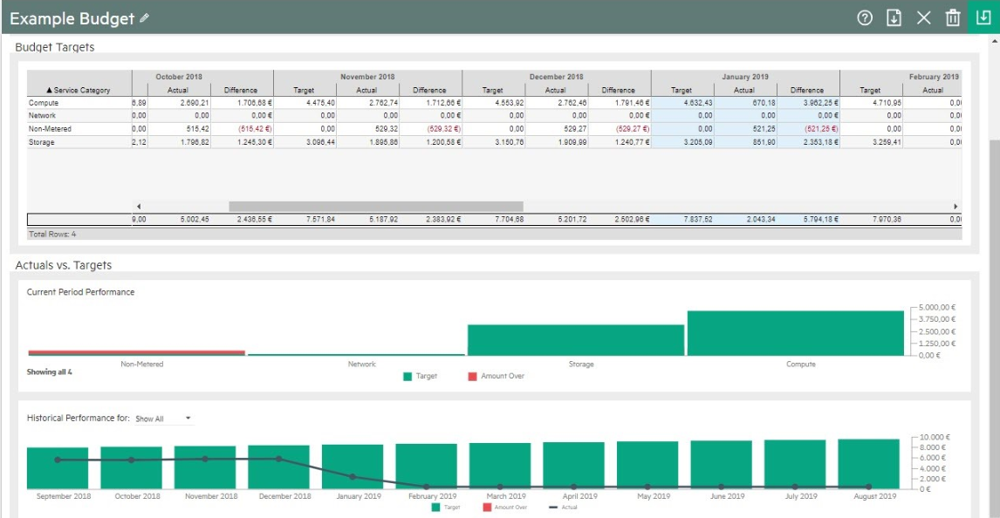 Example Budget
Budget Targets
October 2018 November 2018 December 2018 January 2019 February 2019
▲ Service Category Actual Difference Target Actual Difference Target Actual Difference Target Actual Difference Target Actual
Compute 6,89 2.690,21 1.706,68 € 4.475,40 2.762,74 1.712,66 € 4.553,92 2.762,46 1.791,46 € 4.632,43 670,18 3.962,25 € 4.710,95 0,0
Network 0,00 0,00 0,00 € 0,00 0,00 0,00 € 0,00 0,00 0,00 € 0,00 0,00 0,00 € 0,00 0,0
Non-Metered 0,00 515,42 (515,42 €) 0,00 529,32 (529,32 €) 0,00 529,27 (529,27 €) 0,00 521,25 (521,25 €) 0,00 0,0
Storage 2,12 1.796,82 1.245,30 € 3.096,44 1.895,86 1.200,58 € 3.150,76 1.909,99 1.240,77 € 3.205,09 851,90 2.353,18 € 3.259,41 0,0
9,00 5.002,45 2.436,55 € 7.571,84 5.187,92 2.383,92 € 7.704,68 5.201,72 2.502,96 € 7.837,52 2.043,34 5.794,18 € 7.970,36 0,0
Total Rows: 4
Actuals vs. Targets
Current Period Performance
5.000,00 €
3.750,00 €
2.500,00 €
1.250,00 €
0,00 €
Non-Metered Network Storage Compute
Showing all 4
Target Amount Over
Historical Performance for: Show All
10.000 €
8.000 €
6.000 €
4.000 €
2.000 €
0 €
September 2018 October 2018 November 2018 December 2018 January 2019 February 2019 March 2019 April 2019 May 2019 June 2019 July 2019 August 2019
Target Amount Over Actual